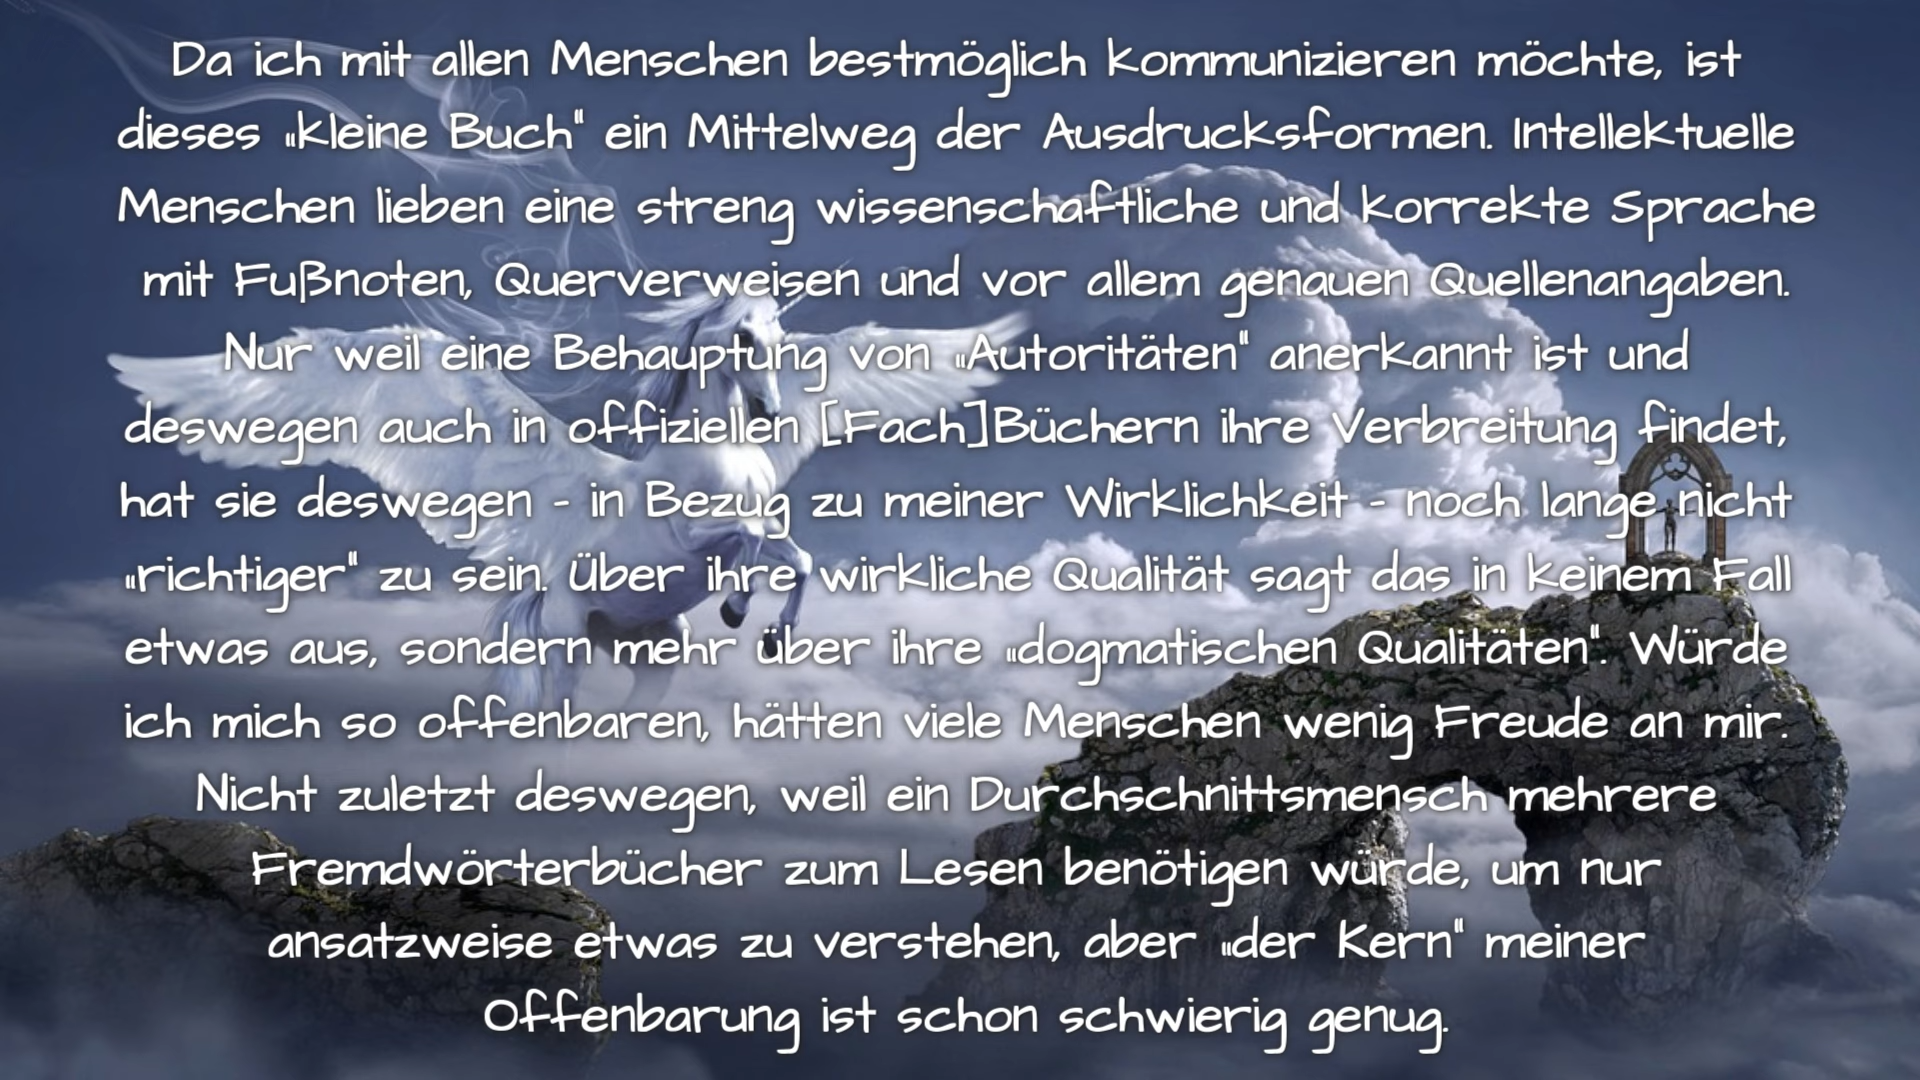 Da ich mit allen Menschen bestmöglich kommunizieren möchte, ist
dieses „kleine Buch" ein Mittelweg der Ausdrucksformen. Intellektuelle
Menschen lieben eine streng wissenschaftliche und korrekte Sprache
mit Fußnoten, Querverweisen und vor allem genauen Quellenangaben.
Nur weil eine Behauptung von „Autoritäten" anerkannt ist und
deswegen auch in offiziellen [Fach]Büchern ihre Verbreitung findet,
hat sie deswegen - in Bezug zu meiner Wirklichkeit - noch lange nicht
„richtiger" zu sein. Über ihre wirkliche Qualität sagt das in keinem Fall
etwas aus, sondern mehr über ihre „dogmatischen Qualitäten". Würde
ich mich so offenbaren, hätten viele Menschen wenig Freude an mir.
Nicht zuletzt deswegen, weil ein Durchschnittsmensch mehrere
Fremdwörterbücher zum Lesen benötigen würde, um nur
ansatzweise etwas zu verstehen, aber „der Kern" meiner
Offenbarung ist schon schwierig genug.